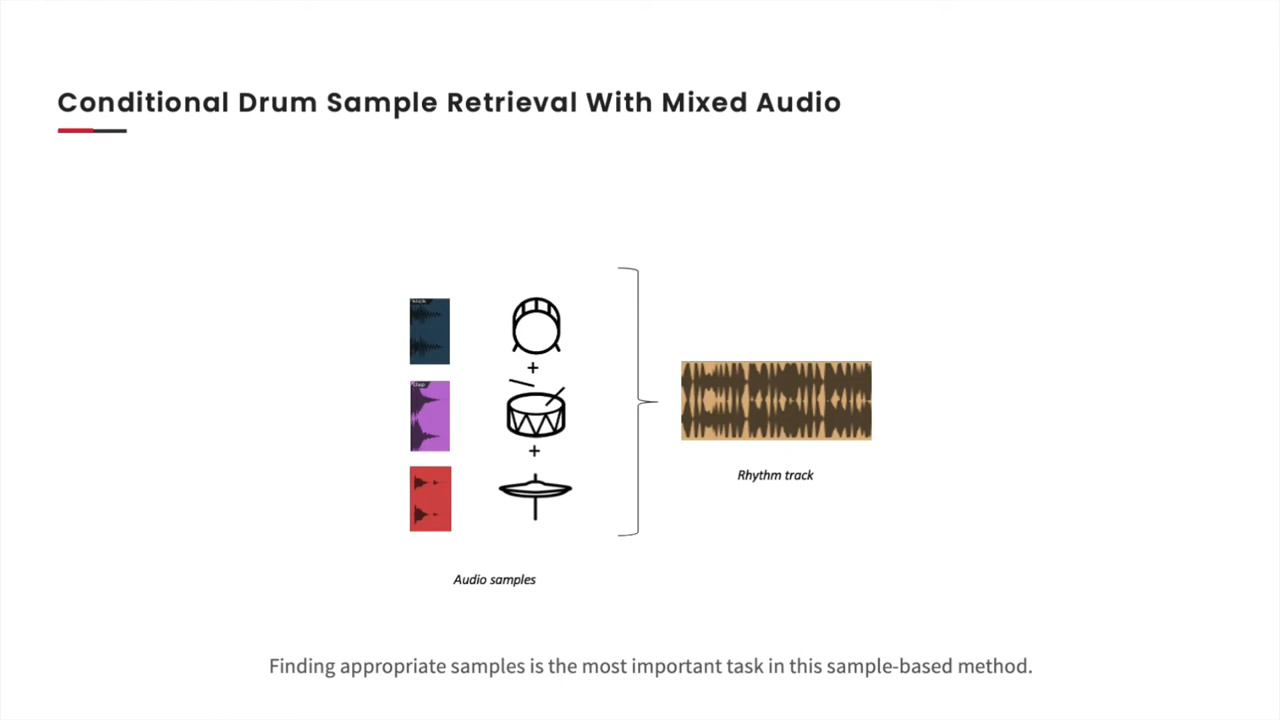 Conditional Drum Sample Retrieval With Mixed Audio
+
+
Rhythm track
Audio samples
Finding appropriate samples is the most important task in this sample-based method.